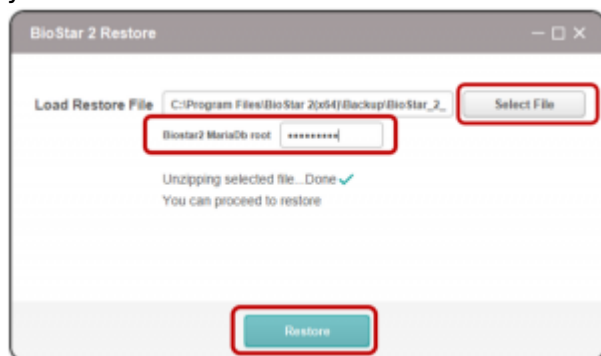 BioStar 2 Restore
Load Restore File C:\Program Files\BioStar 2(x64)\Backup\BioStar_2_ Select File
Biostar2 MariaDb root •••••••••
Unzipping selected file...Done ✓
You can proceed to restore
Restore